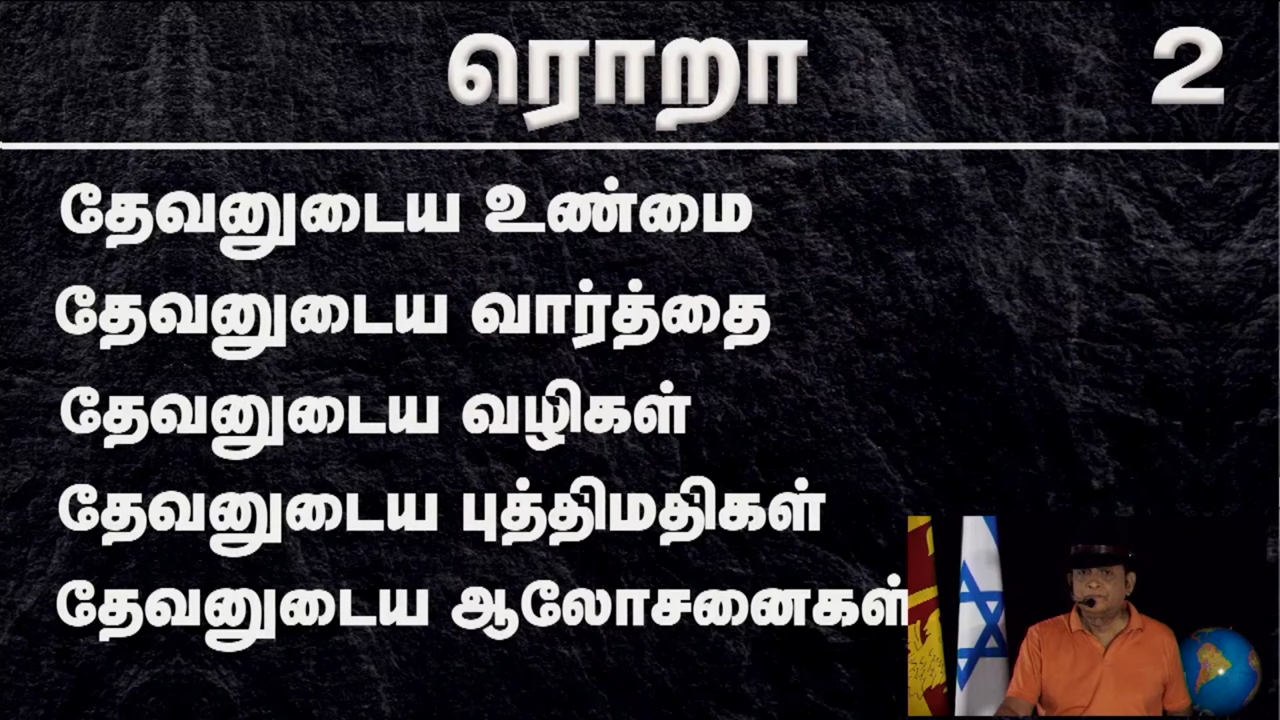 ரொறா
2
தேவனுடைய உண்மை
தேவனுடைய வார்த்தை
தேவனுடைய வழிகள்
தேவனுடைய புத்திமதிகள்
தேவனுடைய ஆலோசனைகள்